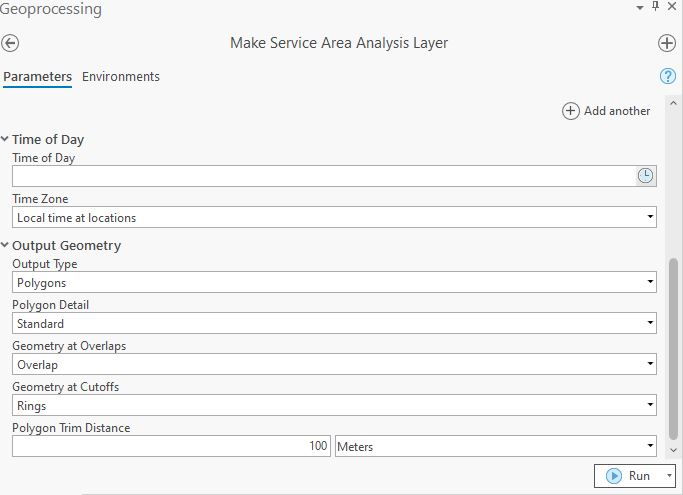 Geoprocessing
Make Service Area Analysis Layer
Parameters Environments
?
Add another
Time of Day
Time of Day
Time Zone
Local time at locations
Output Geometry
Output Type
Polygons
Polygon Detail
Standard
Geometry at Overlaps
Overlap
Geometry at Cutoffs
Rings
Polygon Trim Distance
100 Meters
Run